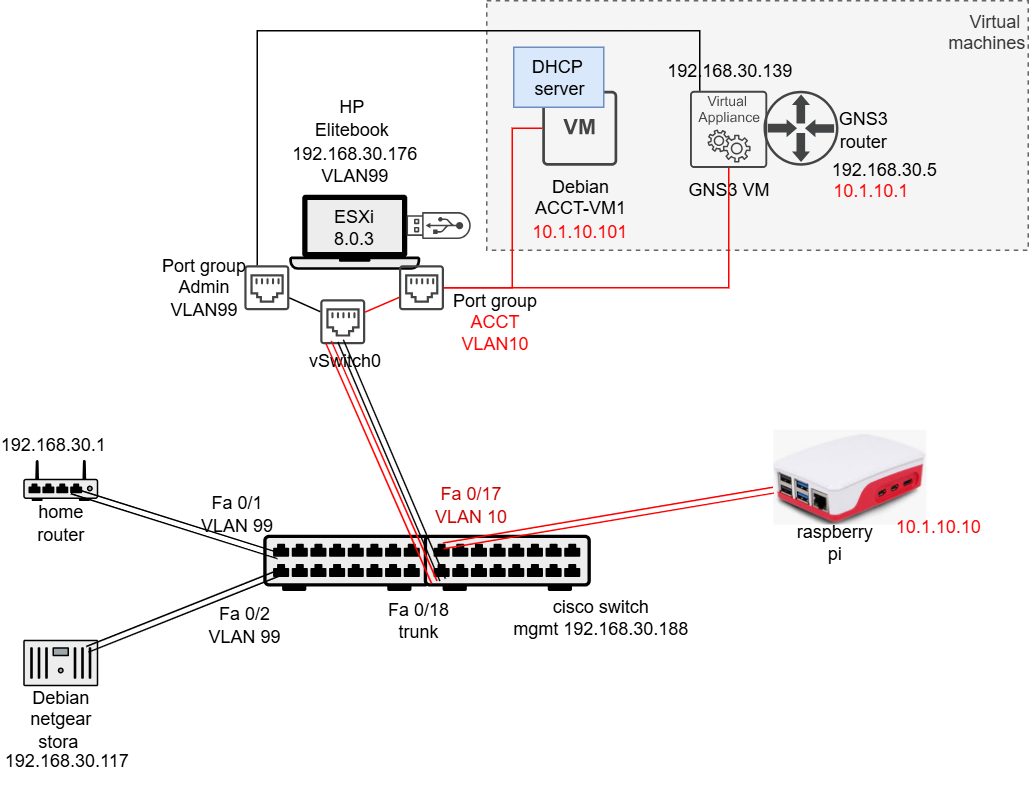 Virtual
machines
DHCP
server
VM
Debian
ACCT-VM1
10.1.10.101
192.168.30.139
Virtual
Appliance
GNS3 VM
GNS3
router
192.168.30.5
10.1.10.1
HP
Elitebook
192.168.30.176
VLAN99
ESXi
8.0.3
Port group
Admin
VLAN99
Port group
ACCT
VLAN10
vSwitch0
192.168.30.1
home
router
Fa 0/1
VLAN 99
Fa 0/17
VLAN 10
raspberry
pi
10.1.10.10
Fa 0/2
VLAN 99
Fa 0/18
trunk
cisco switch
mgmt 192.168.30.188
Debian
netgear
stora
192.168.30.117